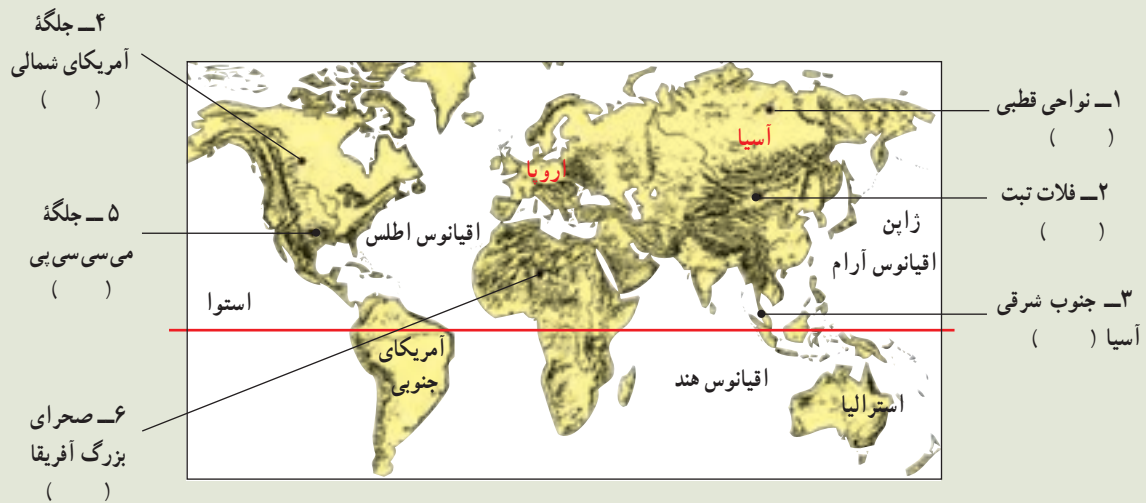 ۱ــ نواحی قطبی
(      )
۲ــ فلات تبت
(      )
۳ــ جنوب شرقی
آسیا (      )
۴ــ جلگهٔ
آمریکای شمالی
(      )
۵ ــ جلگهٔ
می‌سی‌سی‌پی
(      )
۶ــ صحرای
بزرگ آفریقا
(      )
آسیا
اروپا
ژاپن
اقیانوس آرام
اقیانوس اطلس
استوا
آمریکای
جنوبی
اقیانوس هند
استرالیا